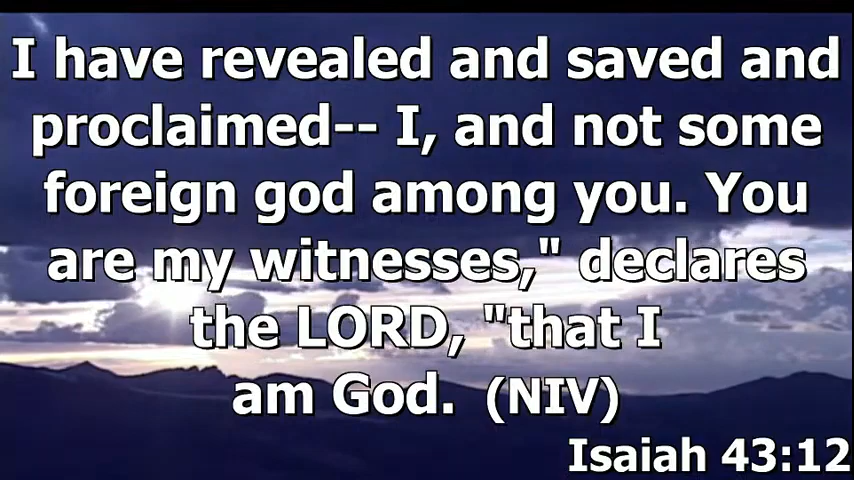 I have revealed and saved and
proclaimed-- I, and not some
foreign god among you. You
are my witnesses," declares
the LORD, "that I
am God. (NIV)
Isaiah 43:12